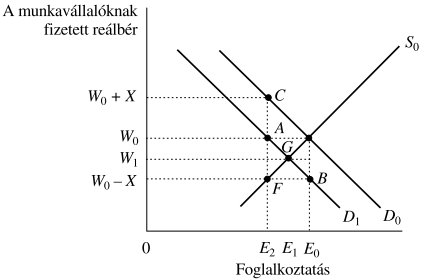 A munkavállalóknak
fizetett reálbér
S₀
W₀ + X
C
W₀
A
G
W₁
W₀ – X
F
B
D₁
D₀
0
E₂ E₁ E₀
Foglalkoztatás